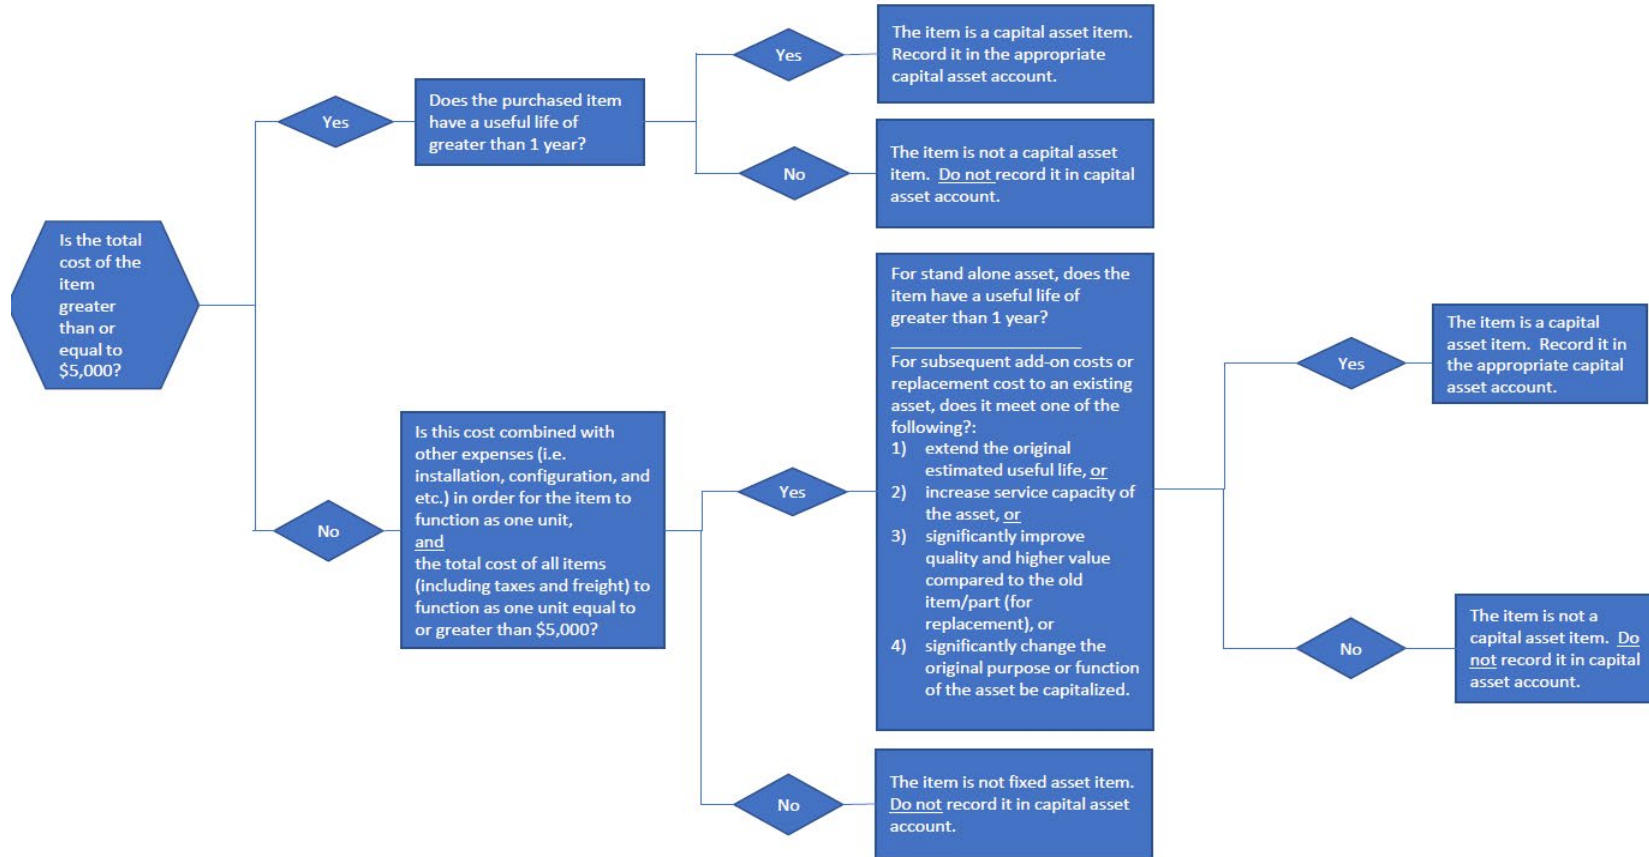 Is the total
cost of the
item
greater
than or
equal to
$5,000?
Yes
Does the purchased item
have a useful life of
greater than 1 year?
Yes
The item is a capital asset item.
Record it in the appropriate
capital asset account.
No
The item is not a capital asset
item.  Do not record it in capital
asset account.
No
Is this cost combined with
other expenses (i.e.
installation, configuration, and
etc.) in order for the item to
function as one unit,
and
the total cost of all items
(including taxes and freight) to
function as one unit equal to
or greater than $5,000?
Yes
For stand alone asset, does the
item have a useful life of
greater than 1 year?
For subsequent add-on costs or
replacement cost to an existing
asset, does it meet one of the
following?:
1) extend the original
estimated useful life, or
2) increase service capacity of
the asset, or
3) significantly improve
quality and higher value
compared to the old
item/part (for
replacement), or
4) significantly change the
original purpose or function
of the asset be capitalized.
Yes
The item is a capital
asset item.  Record it in
the appropriate capital
asset account.
No
The item is not a
capital asset item.  Do
not record it in capital
asset account.
No
The item is not fixed asset item.
Do not record it in capital asset
account.